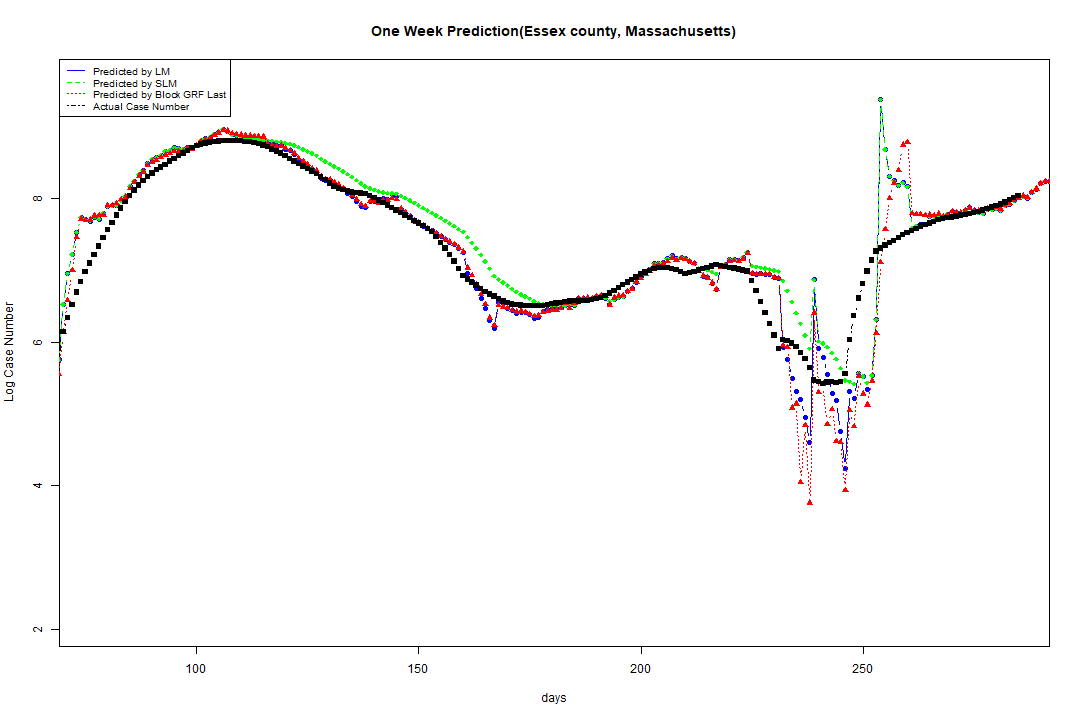 One Week Prediction(Essex county, Massachusetts)
Predicted by LM
Predicted by SLM
Predicted by Block GRF Last
Actual Case Number
8
6
4
2
Log Case Number
100 150 200 250
days